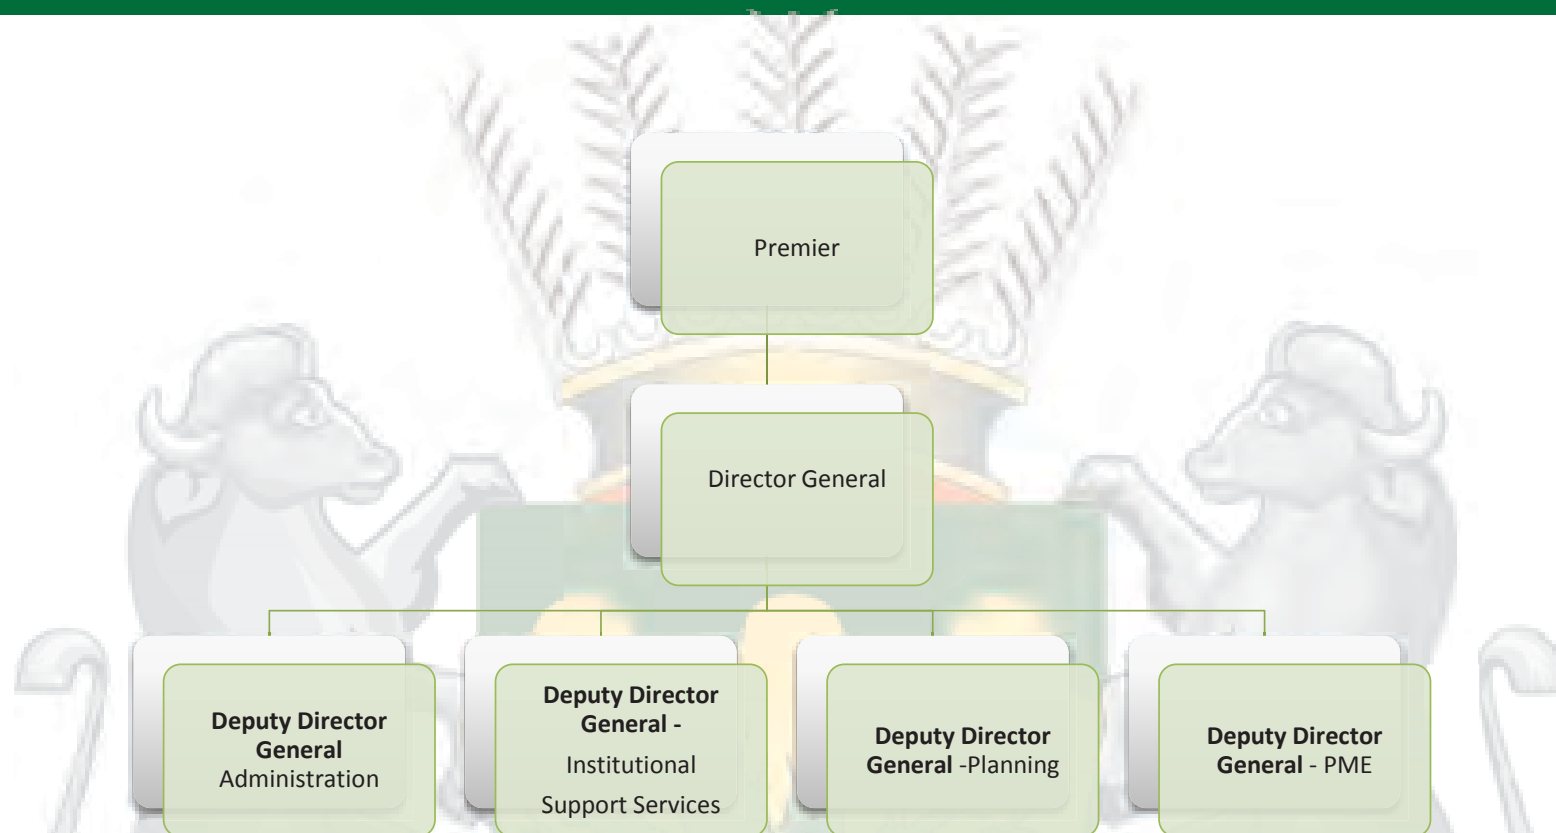 Premier
Director General
Deputy Director
General
Administration
Deputy Director
General -
Institutional
Support Services
Deputy Director
General -Planning
Deputy Director
General - PME